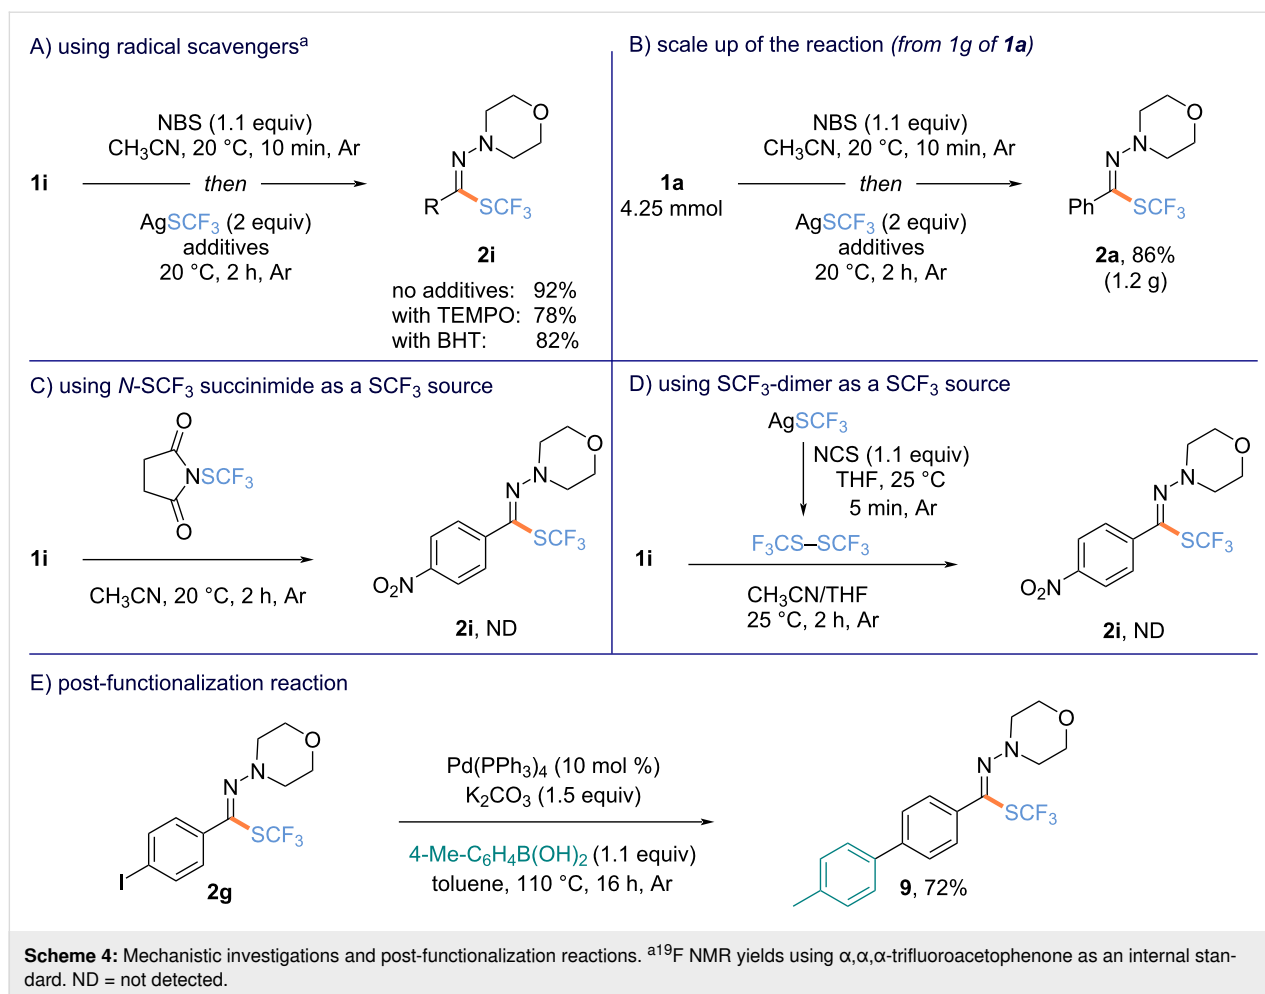 A) using radical scavengersᵃ
NBS (1.1 equiv)
CH₃CN, 20 °C, 10 min, Ar
1i
then
AgSCF₃ (2 equiv)
additives
20 °C, 2 h, Ar
O
N
N
R
SCF₃
2i
no additives: 92%
with TEMPO: 78%
with BHT: 82%
B) scale up of the reaction (from 1g of 1a)
NBS (1.1 equiv)
CH₃CN, 20 °C, 10 min, Ar
1a
4.25 mmol
then
AgSCF₃ (2 equiv)
additives
20 °C, 2 h, Ar
O
N
N
Ph
SCF₃
2a, 86%
(1.2 g)
C) using N-SCF₃ succinimide as a SCF₃ source
O
NSCF₃
O
1i
CH₃CN, 20 °C, 2 h, Ar
O
N
N
SCF₃
O₂N
2i, ND
D) using SCF₃-dimer as a SCF₃ source
AgSCF₃
NCS (1.1 equiv)
THF, 25 °C
5 min, Ar
F₃CS–SCF₃
1i
CH₃CN/THF
25 °C, 2 h, Ar
O
N
N
SCF₃
O₂N
2i, ND
E) post-functionalization reaction
O
N
N
SCF₃
I
2g
Pd(PPh₃)₄ (10 mol %)
K₂CO₃ (1.5 equiv)
4-Me-C₆H₄B(OH)₂ (1.1 equiv)
toluene, 110 °C, 16 h, Ar
O
N
N
SCF₃
9, 72%
Scheme 4: Mechanistic investigations and post-functionalization reactions. ᵃ¹⁹F NMR yields using α,α,α-trifluoroacetophenone as an internal stan-
dard. ND = not detected.